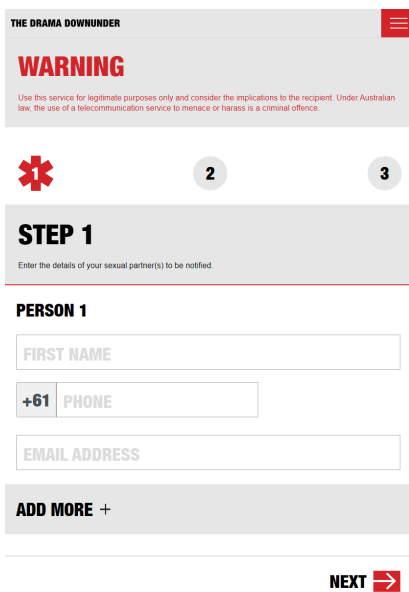 THE DRAMA DOWNUNDER
WARNING
Use this service for legitimate purposes only and consider the implications to the recipient. Under Australian
law, the use of a telecommunication service to menace or harass is a criminal offence.
1
2
3
STEP 1
Enter the details of your sexual partner(s) to be notified.
PERSON 1
FIRST NAME
+61 PHONE
EMAIL ADDRESS
ADD MORE +
NEXT